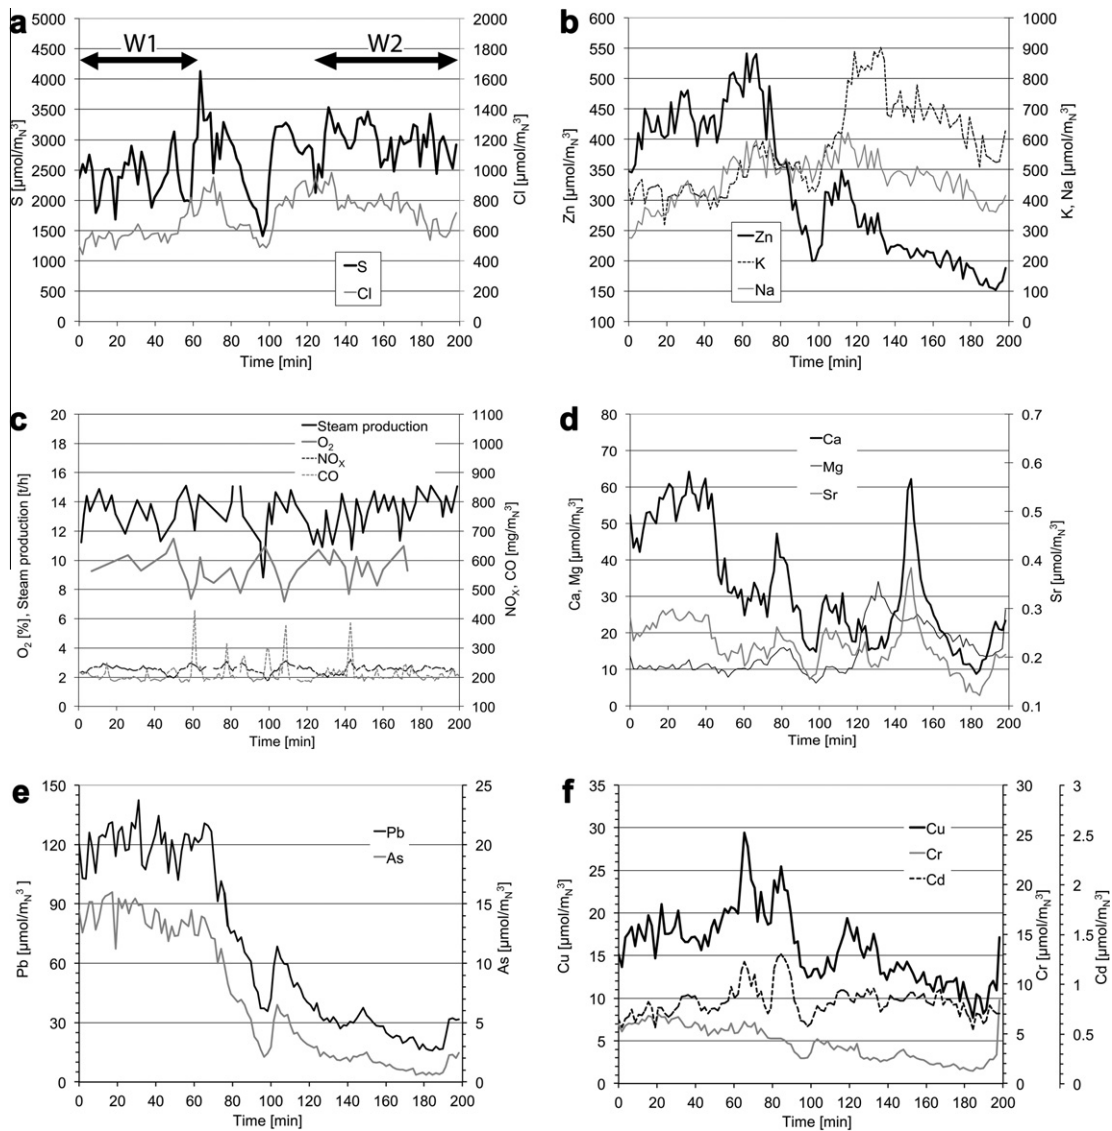 a
5000
4500
4000
3500
3000
2500
2000
1500
1000
500
0
S [µmol/mN3]
W1
W2
S
Cl
2000
1800
1600
1400
1200
1000
800
600
400
200
0
Cl [µmol/mN3]
0 20 40 60 80 100 120 140 160 180 200
Time [min]
b
600
550
500
450
400
350
300
250
200
150
100
Zn [µmol/mN3]
Zn
K
Na
1000
900
800
700
600
500
400
300
200
100
0
K, Na [µmol/mN3]
0 20 40 60 80 100 120 140 160 180 200
Time [min]
c
20
18
16
14
12
10
8
6
4
2
0
O2 [%], Steam production [t/h]
Steam production
O2
NOX
CO
1100
1000
900
800
700
600
500
400
300
200
100
NOX, CO [mg/mN3]
0 20 40 60 80 100 120 140 160 180 200
Time [min]
d
80
70
60
50
40
30
20
10
0
Ca, Mg [µmol/mN3]
Ca
Mg
Sr
0.7
0.6
0.5
0.4
0.3
0.2
0.1
Sr [µmol/mN3]
0 20 40 60 80 100 120 140 160 180 200
Time [min]
e
150
120
90
60
30
0
Pb [µmol/mN3]
Pb
As
25
20
15
10
5
0
As [µmol/mN3]
0 20 40 60 80 100 120 140 160 180 200
Time [min]
f
35
30
25
20
15
10
5
0
Cu [µmol/mN3]
Cu
Cr
Cd
30
25
20
15
10
5
0
Cr [µmol/mN3]
3
2.5
2
1.5
1
0.5
0
Cd [µmol/mN3]
0 20 40 60 80 100 120 140 160 180 200
Time [min]